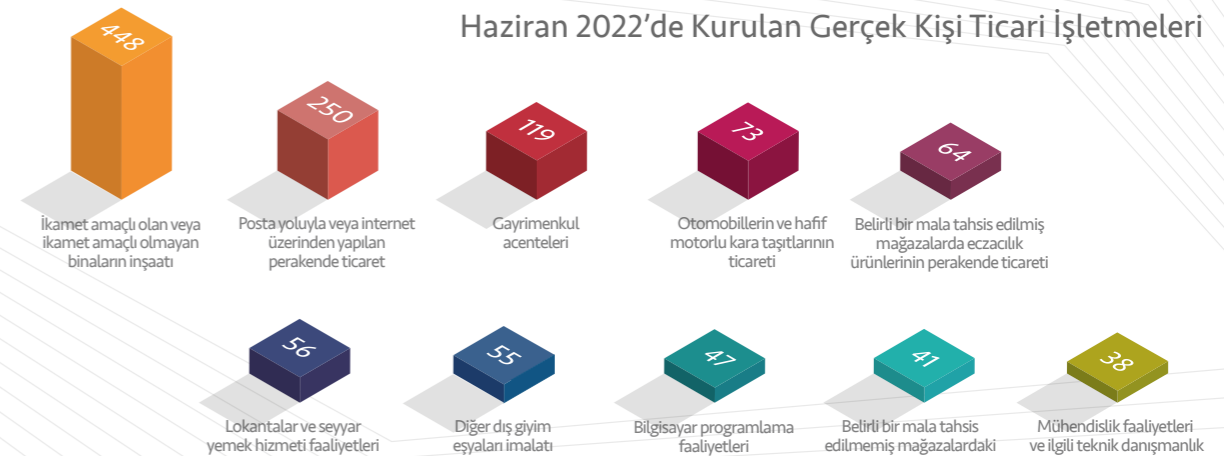 Haziran 2022'de Kurulan Gerçek Kişi Ticari İşletmeleri
448
250
119
73
64
İkamet amaçlı olan veya
ikamet amaçlı olmayan
binaların inşaatı
Posta yoluyla veya internet
üzerinden yapılan
perakende ticaret
Gayrimenkul
acenteleri
Otomobillerin ve hafif
motorlu kara taşıtlarının
ticareti
Belirli bir mala tahsis edilmiş
mağazalarda eczacılık
ürünlerinin perakende ticareti
56
55
47
41
38
Lokantalar ve seyyar
yemek hizmeti faaliyetleri
Diğer dış giyim
eşyaları imalatı
Bilgisayar programlama
faaliyetleri
Belirli bir mala tahsis
edilmemiş mağazalardaki
Mühendislik faaliyetleri
ve ilgili teknik danışmanlık